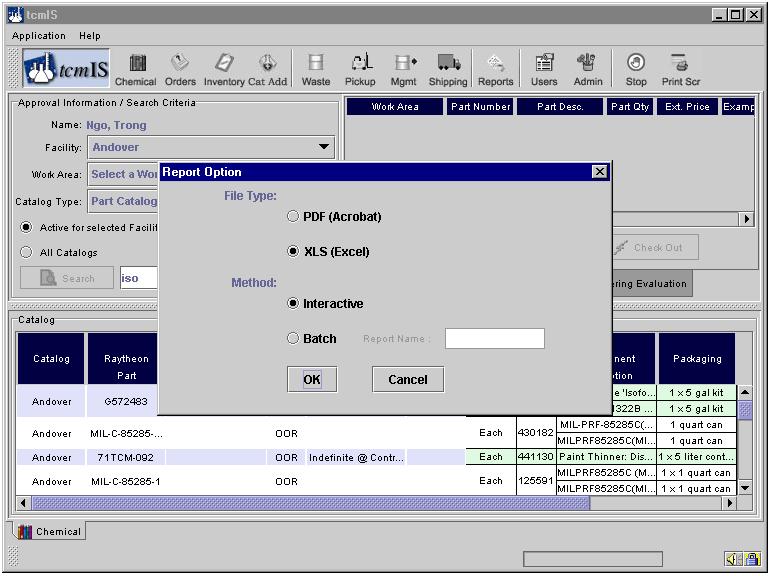 tcmIS
Application Help
tcmIS
Chemical Orders Inventory Cat Add Waste Pickup Mgmt Shipping Reports Users Admin Stop Print Scr
Approval Information / Search Criteria
Name: Ngo, Trong
Facility: Andover
Work Area: Select a Wor
Catalog Type: Part Catalog
Active for selected Facilit
All Catalogs
Search iso
Work Area Part Number Part Desc. Part Qty Ext. Price Examp
Check Out
ring Evaluation
Report Option
File Type:
PDF (Acrobat)
XLS (Excel)
Method:
Interactive
Batch Report Name :
OK Cancel
Catalog
Catalog Raytheon Part nent tion Packaging
Andover G572483 e 'Isofo... 1 x 5 gal kit
1322B ... 1 x 5 gal kit
Andover MIL-C-85285-... OOR Each 430182 MIL-PRF-85285C(... 1 quart can
MILPRF85285C(MI... 1 quart can
Andover 71TCM-092 OOR Indefinite @ Contr... Each 441130 Paint Thinner: Dis... 1 x 5 liter cont...
Andover MIL-C-85285-1 OOR Each 125591 MILPRF85285C (M... 1 x 1 quart can
MILPRF85285C(MI... 1 x 1 quart can
Chemical